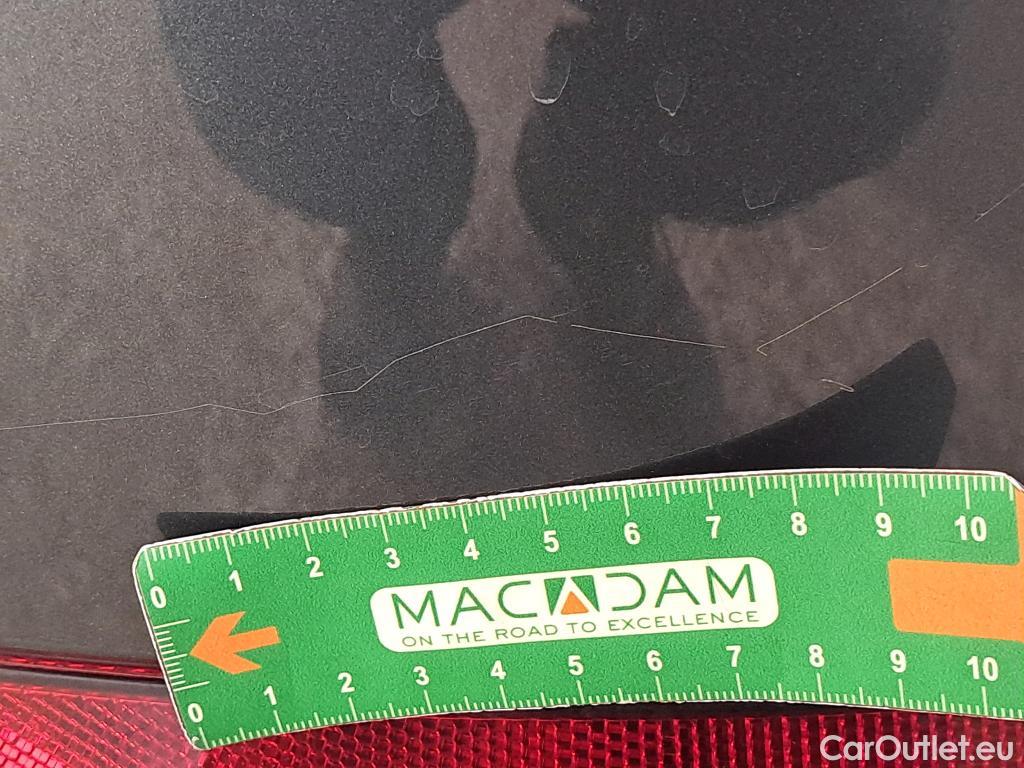 0 1 2 3 4 5 6 7 8 9 10
MACADAM
ON THE ROAD TO EXCELLENCE
0 1 2 3 4 5 6 7 8 9 10
CarOutlet.eu